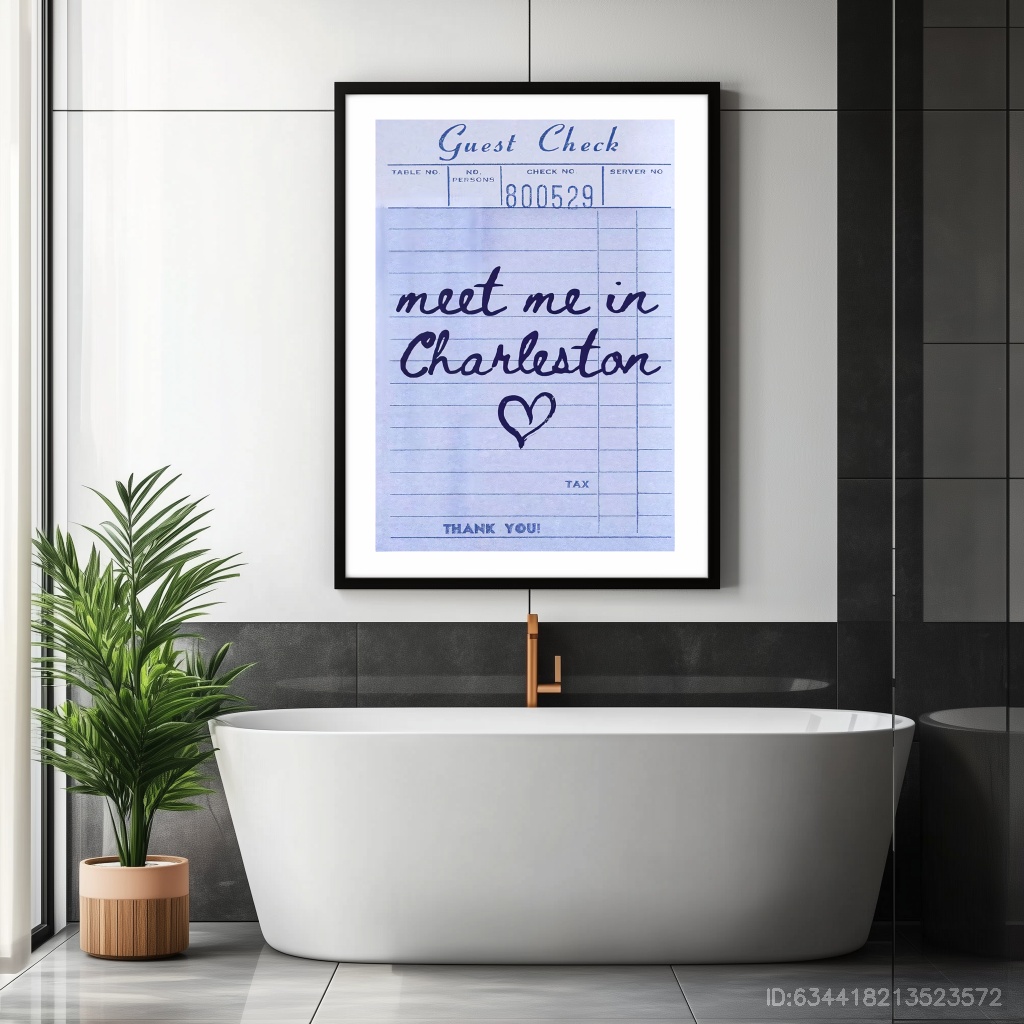 Guest Check
TABLE NO. NO. PERSONS CHECK NO. SERVER NO.
800529
meet me in
Charleston
TAX
THANK YOU!
ID:634418213523572